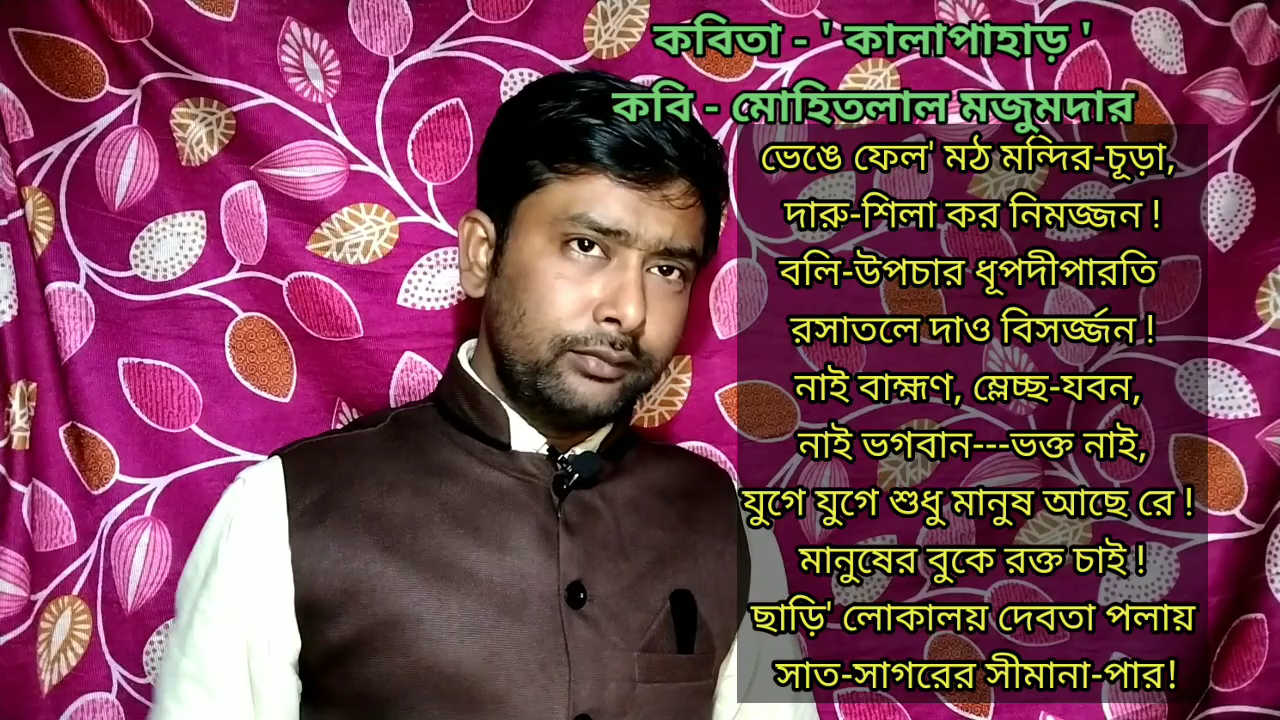 কবিতা - ' কালাপাহাড় '
কবি - মোহিতলাল মজুমদার
ভেঙে ফেল' মঠ মন্দির-চূড়া,
দারু-শিলা কর নিমজ্জন !
বলি-উপচার ধূপদীপারতি
রসাতলে দাও বিসর্জ্জন !
নাই বাহ্মণ, ম্লেচ্ছ-যবন,
নাই ভগবান---ভক্ত নাই,
যুগে যুগে শুধু মানুষ আছে রে !
মানুষের বুকে রক্ত চাই !
ছাড়ি' লোকালয় দেবতা পলায়
সাত-সাগরের সীমানা-পার!